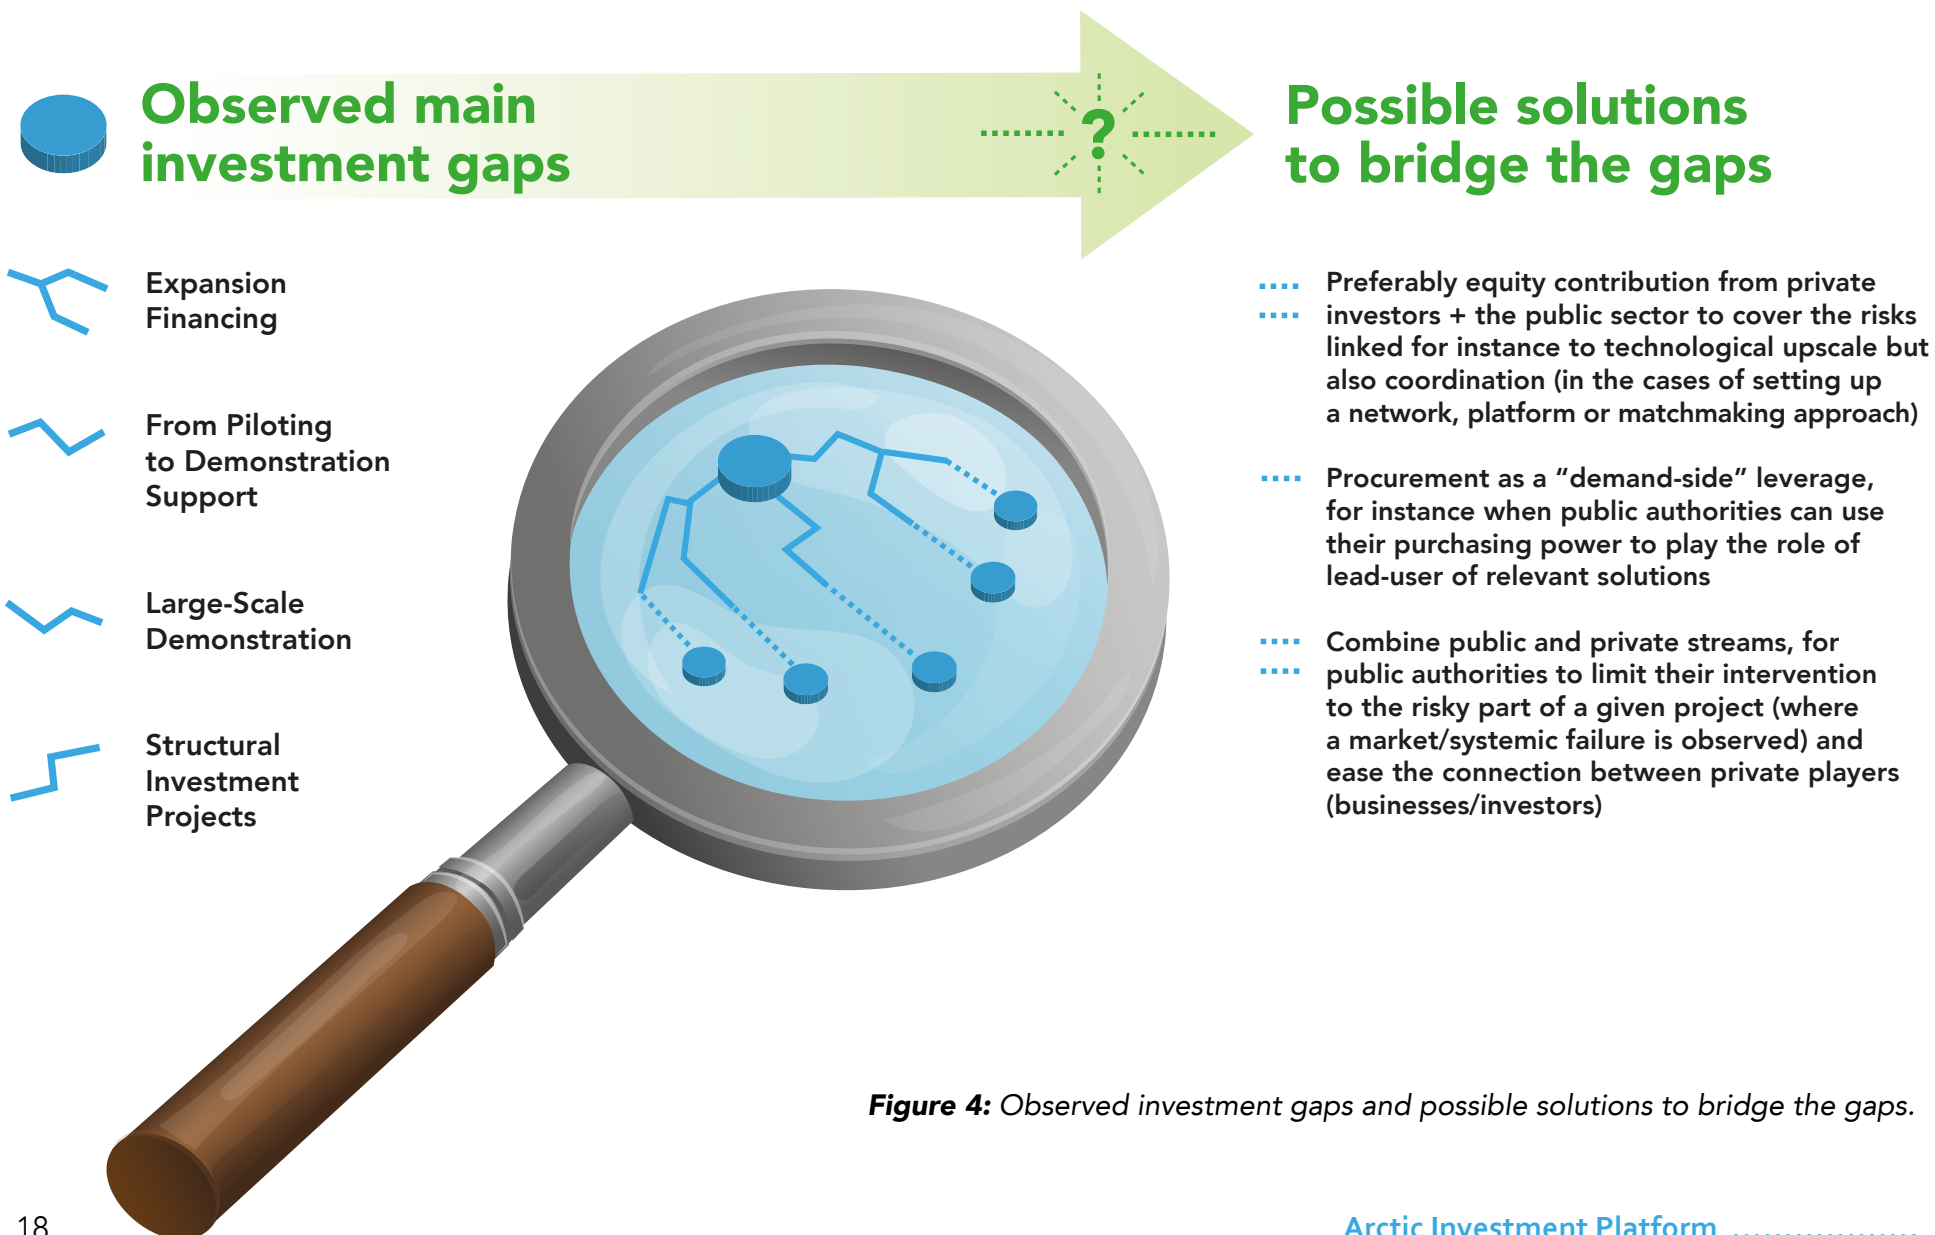 Observed main
investment gaps
?
Possible solutions
to bridge the gaps
Expansion
Financing
From Piloting
to Demonstration
Support
Large-Scale
Demonstration
Structural
Investment
Projects
Preferably equity contribution from private
investors + the public sector to cover the risks
linked for instance to technological upscale but
also coordination (in the cases of setting up
a network, platform or matchmaking approach)
Procurement as a “demand-side” leverage,
for instance when public authorities can use
their purchasing power to play the role of
lead-user of relevant solutions
Combine public and private streams, for
public authorities to limit their intervention
to the risky part of a given project (where
a market/systemic failure is observed) and
ease the connection between private players
(businesses/investors)
Figure 4: Observed investment gaps and possible solutions to bridge the gaps.
18
Arctic Investment Platform